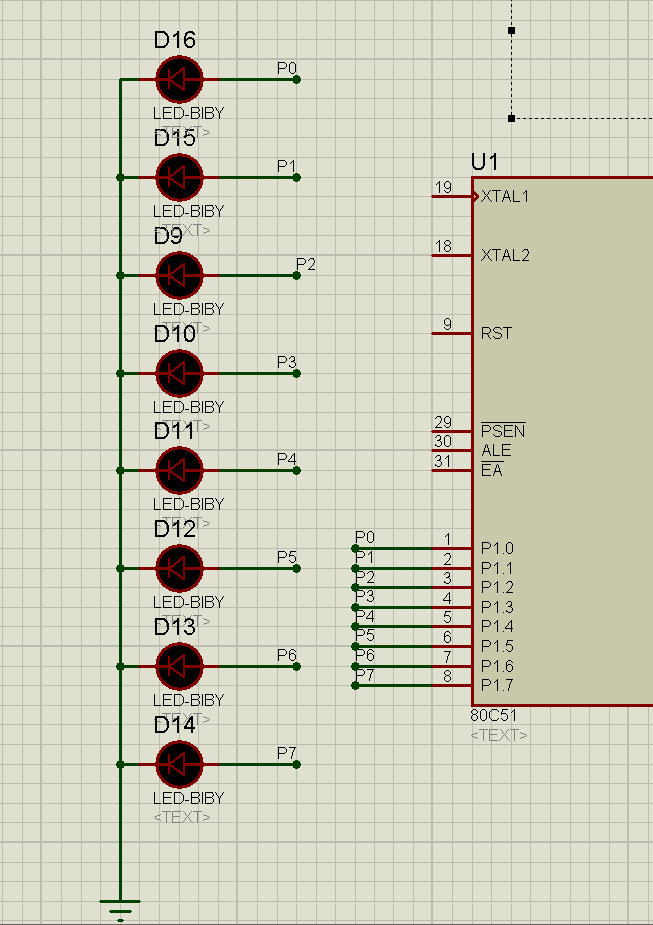 D16
P0
LED-BIBY
<TEXT>
D15
P1
LED-BIBY
<TEXT>
D9
P2
LED-BIBY
<TEXT>
D10
P3
LED-BIBY
<TEXT>
D11
P4
LED-BIBY
<TEXT>
D12
P5
LED-BIBY
<TEXT>
D13
P6
LED-BIBY
<TEXT>
D14
P7
LED-BIBY
<TEXT>
U1
19 XTAL1
18 XTAL2
9 RST
29 PSEN
30 ALE
31 EA
P0 1 P1.0
P1 2 P1.1
P2 3 P1.2
P3 4 P1.3
P4 5 P1.4
P5 6 P1.5
P6 7 P1.6
P7 8 P1.7
80C51
<TEXT>